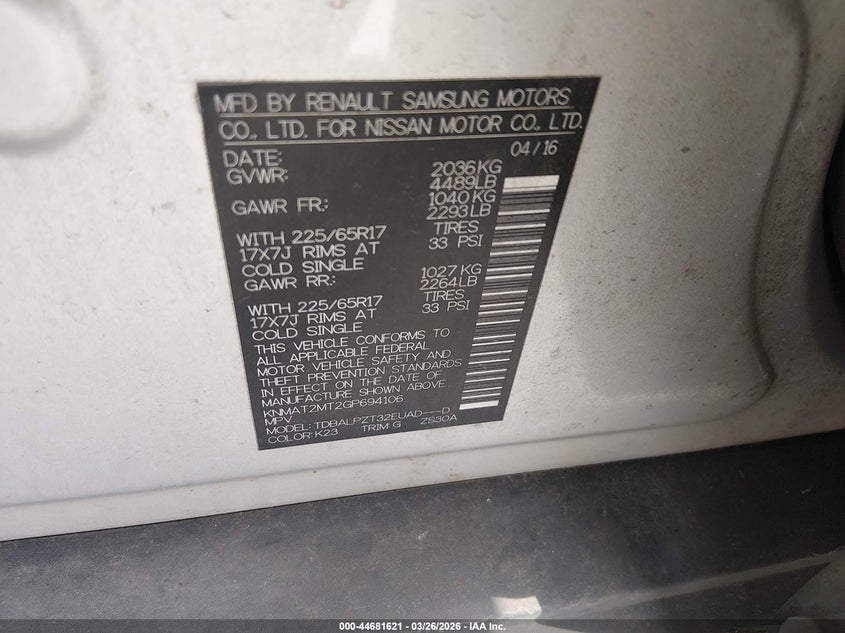 MFD BY RENAULT SAMSUNG MOTORS
CO., LTD. FOR NISSAN MOTOR CO., LTD.
DATE: 04/16
GVWR: 2036KG
4489LB
GAWR FR: 1040KG
2293LB
WITH 225/65R17 TIRES
17X7J RIMS AT 33 PSI
COLD SINGLE
GAWR RR: 1027KG
2264LB
WITH 225/65R17 TIRES
17X7J RIMS AT 33 PSI
COLD SINGLE
THIS VEHICLE CONFORMS TO
ALL APPLICABLE FEDERAL
MOTOR VEHICLE SAFETY AND
THEFT PREVENTION STANDARDS
IN EFFECT ON THE DATE OF
MANUFACTURE SHOWN ABOVE.
KNMAT2MT2GP694106
MPV
MODEL: TDBALPZT32EUAD---D
COLOR:K23 TRIM:G ZS30A
000-44681621 | 03/26/2026 | IAA Inc.